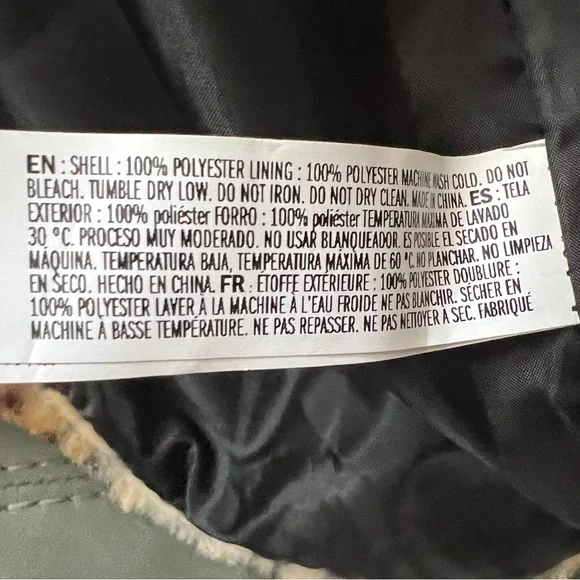 EN : SHELL : 100% POLYESTER LINING : 100% POLYESTER MACHINE WASH COLD. DO NOT
BLEACH. TUMBLE DRY LOW. DO NOT IRON. DO NOT DRY CLEAN. MADE IN CHINA. ES : TELA
EXTERIOR : 100% poliéster FORRO : 100% poliéster TEMPERATURA MÁXIMA DE LAVADO
30 °C. PROCESO MUY MODERADO. NO USAR BLANQUEADOR. ES POSIBLE EL SECADO EN
MÁQUINA. TEMPERATURA BAJA, TEMPERATURA MÁXIMA DE 60 °C. NO PLANCHAR. NO LIMPIEZA
EN SECO. HECHO EN CHINA. FR : ÉTOFFE EXTÉRIEURE : 100% POLYESTER DOUBLURE :
100% POLYESTER LAVER À LA MACHINE À L'EAU FROIDE NE PAS BLANCHIR. SÉCHER EN
MACHINE À BASSE TEMPÉRATURE. NE PAS REPASSER. NE PAS NETTOYER À SEC. FABRIQUÉ